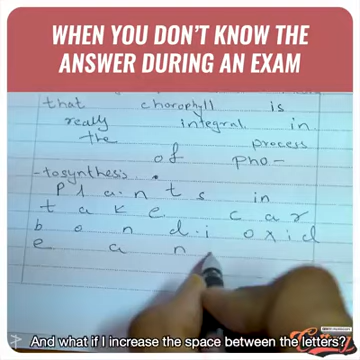 WHEN YOU DON'T KNOW THE
ANSWER DURING AN EXAM
that chorophyll is
really integral in
the process
of pho-
-tosynthesis.
Plants in
take car
bon di oxid
e an
And what if I increase the space between the letters?